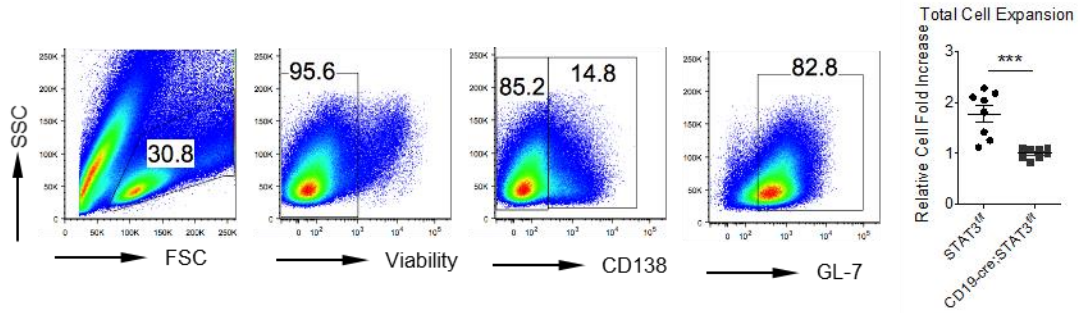 Total Cell Expansion
SSC
250K
200K
150K
100K
50K
0
30.8
0 50K 100K 150K 200K 250K
FSC
250K
200K
150K
100K
50K
0
95.6
0 10² 10³ 10⁴ 10⁵
Viability
250K
200K
150K
100K
50K
0
85.2 14.8
0 10² 10³ 10⁴ 10⁵
CD138
250K
200K
150K
100K
50K
0
82.8
0 10² 10³ 10⁴ 10⁵
GL-7
Relative Cell Fold Increase
3
2
1
0
***
STAT3f/f
CD19-cre:STAT3f/f